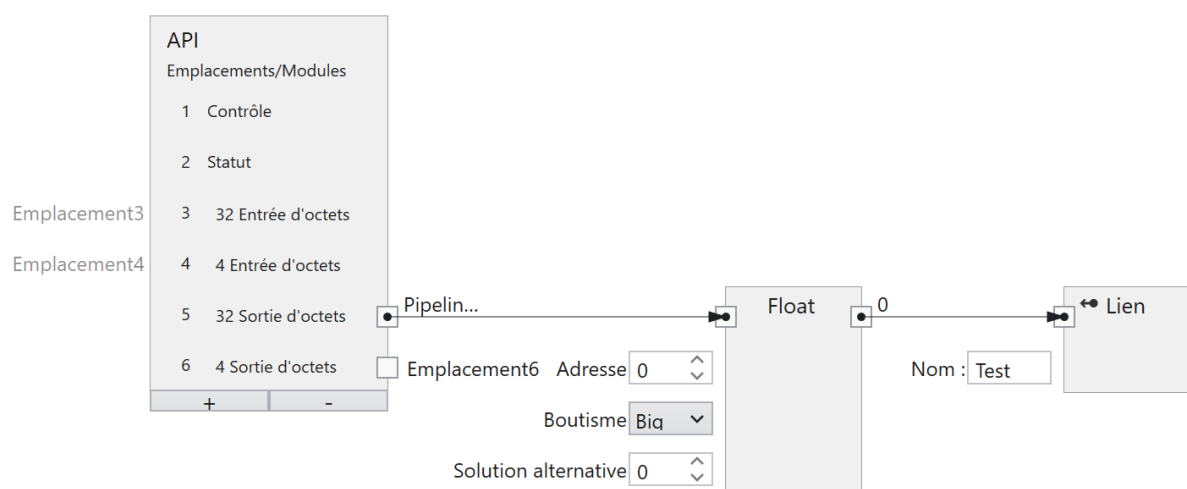 API
Emplacements/Modules
1 Contrôle
2 Statut
Emplacement3 3 32 Entrée d'octets
Emplacement4 4 4 Entrée d'octets
5 32 Sortie d'octets Pipelin... Float 0 Lien
6 4 Sortie d'octets Emplacement6 Adresse 0 Nom : Test
+ -
Boutisme Big
Solution alternative 0